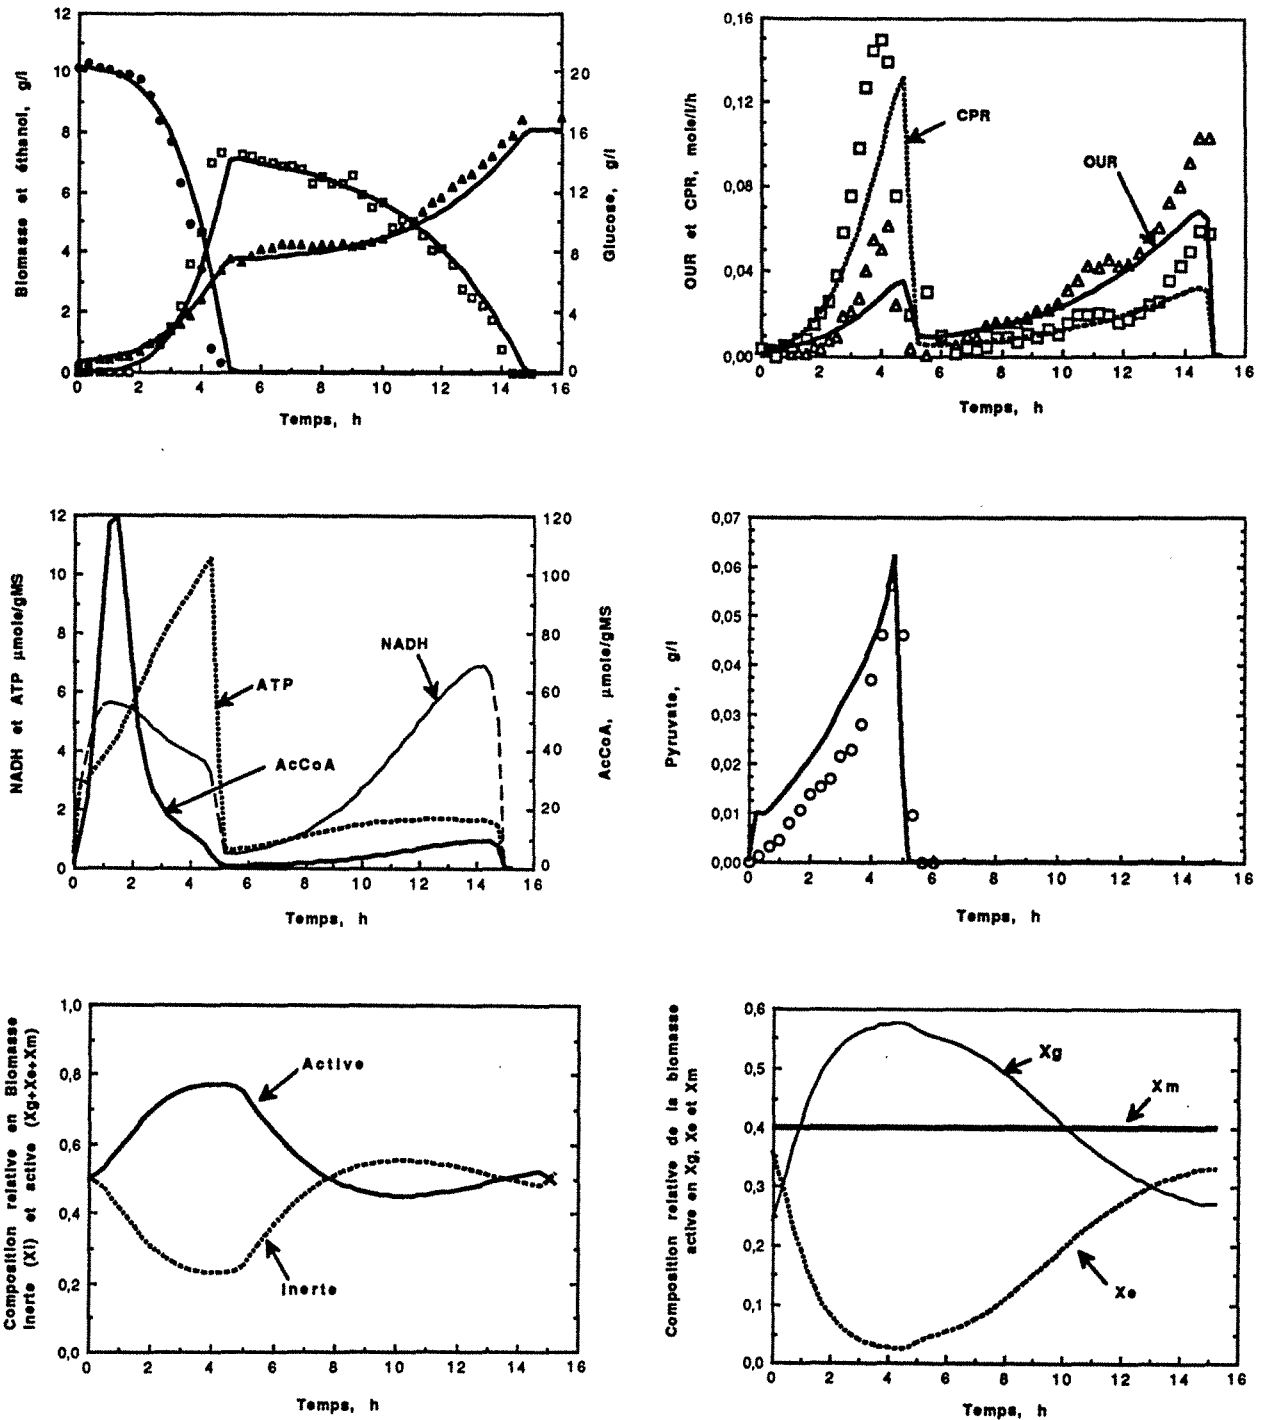 12
10
8
6
4
2
0
Biomasse et éthanol, g/l
20
16
12
8
4
0
Glucose, g/l
0 2 4 6 8 10 12 14 16
Temps, h
0,16
0,12
0,08
0,04
0,00
OUR et CPR, mole/l/h
CPR
OUR
0 2 4 6 8 10 12 14 16
Temps, h
12
10
8
6
4
2
0
NADH et ATP µmole/gMS
120
100
80
60
40
20
0
AcCoA, µmole/gMS
NADH
ATP
AcCoA
0 2 4 6 8 10 12 14 16
Temps, h
0,07
0,06
0,05
0,04
0,03
0,02
0,01
0,00
Pyruvate, g/l
0 2 4 6 8 10 12 14 16
Temps, h
1,0
0,8
0,6
0,4
0,2
0,0
Composition relative en Biomasse
Inerte (Xi) et active (Xg+Xe+Xm)
Active
Inerte
0 2 4 6 8 10 12 14 16
Temps, h
0,6
0,5
0,4
0,3
0,2
0,1
0,0
Composition relative de la biomasse
active en Xg, Xe et Xm
Xg
Xm
Xe
0 2 4 6 8 10 12 14 16
Temps, h